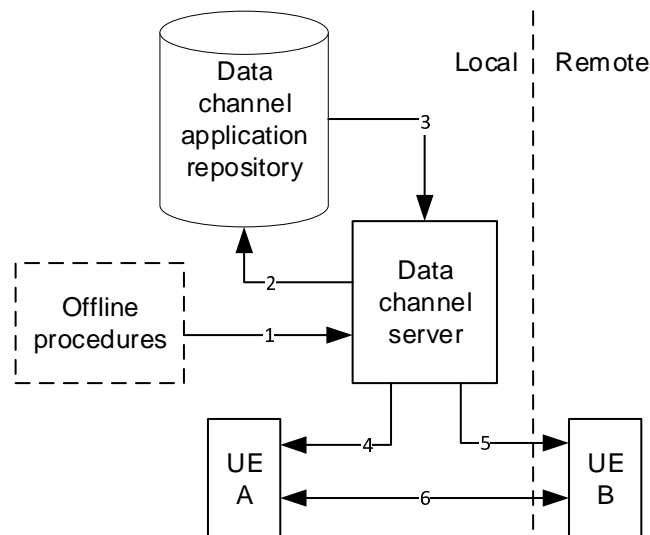 Data
channel
application
repository
Local
Remote
3
2
Data
channel
server
Offline
procedures
1
4
5
UE
A
6
UE
B